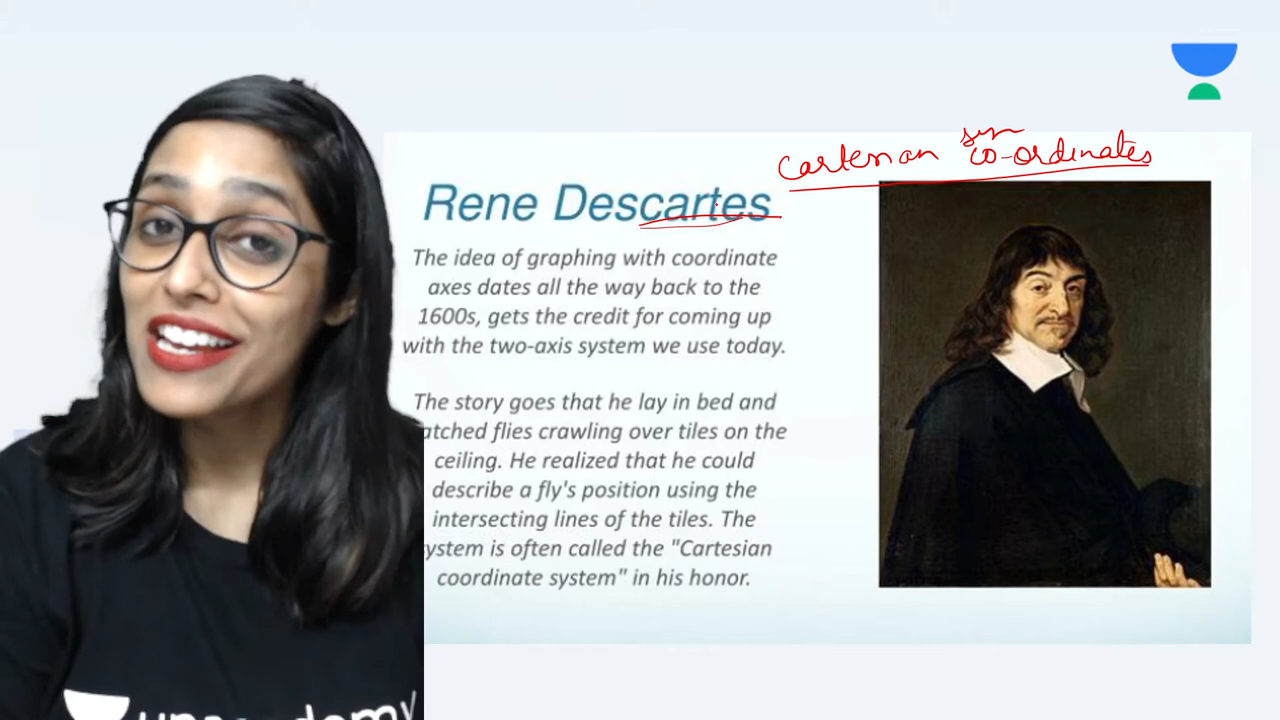 cartesian co-ordinates
Rene Descartes
The idea of graphing with coordinate
axes dates all the way back to the
1600s, gets the credit for coming up
with the two-axis system we use today.
The story goes that he lay in bed and
atched flies crawling over tiles on the
ceiling. He realized that he could
describe a fly's position using the
intersecting lines of the tiles. The
ystem is often called the "Cartesian
coordinate system" in his honor.